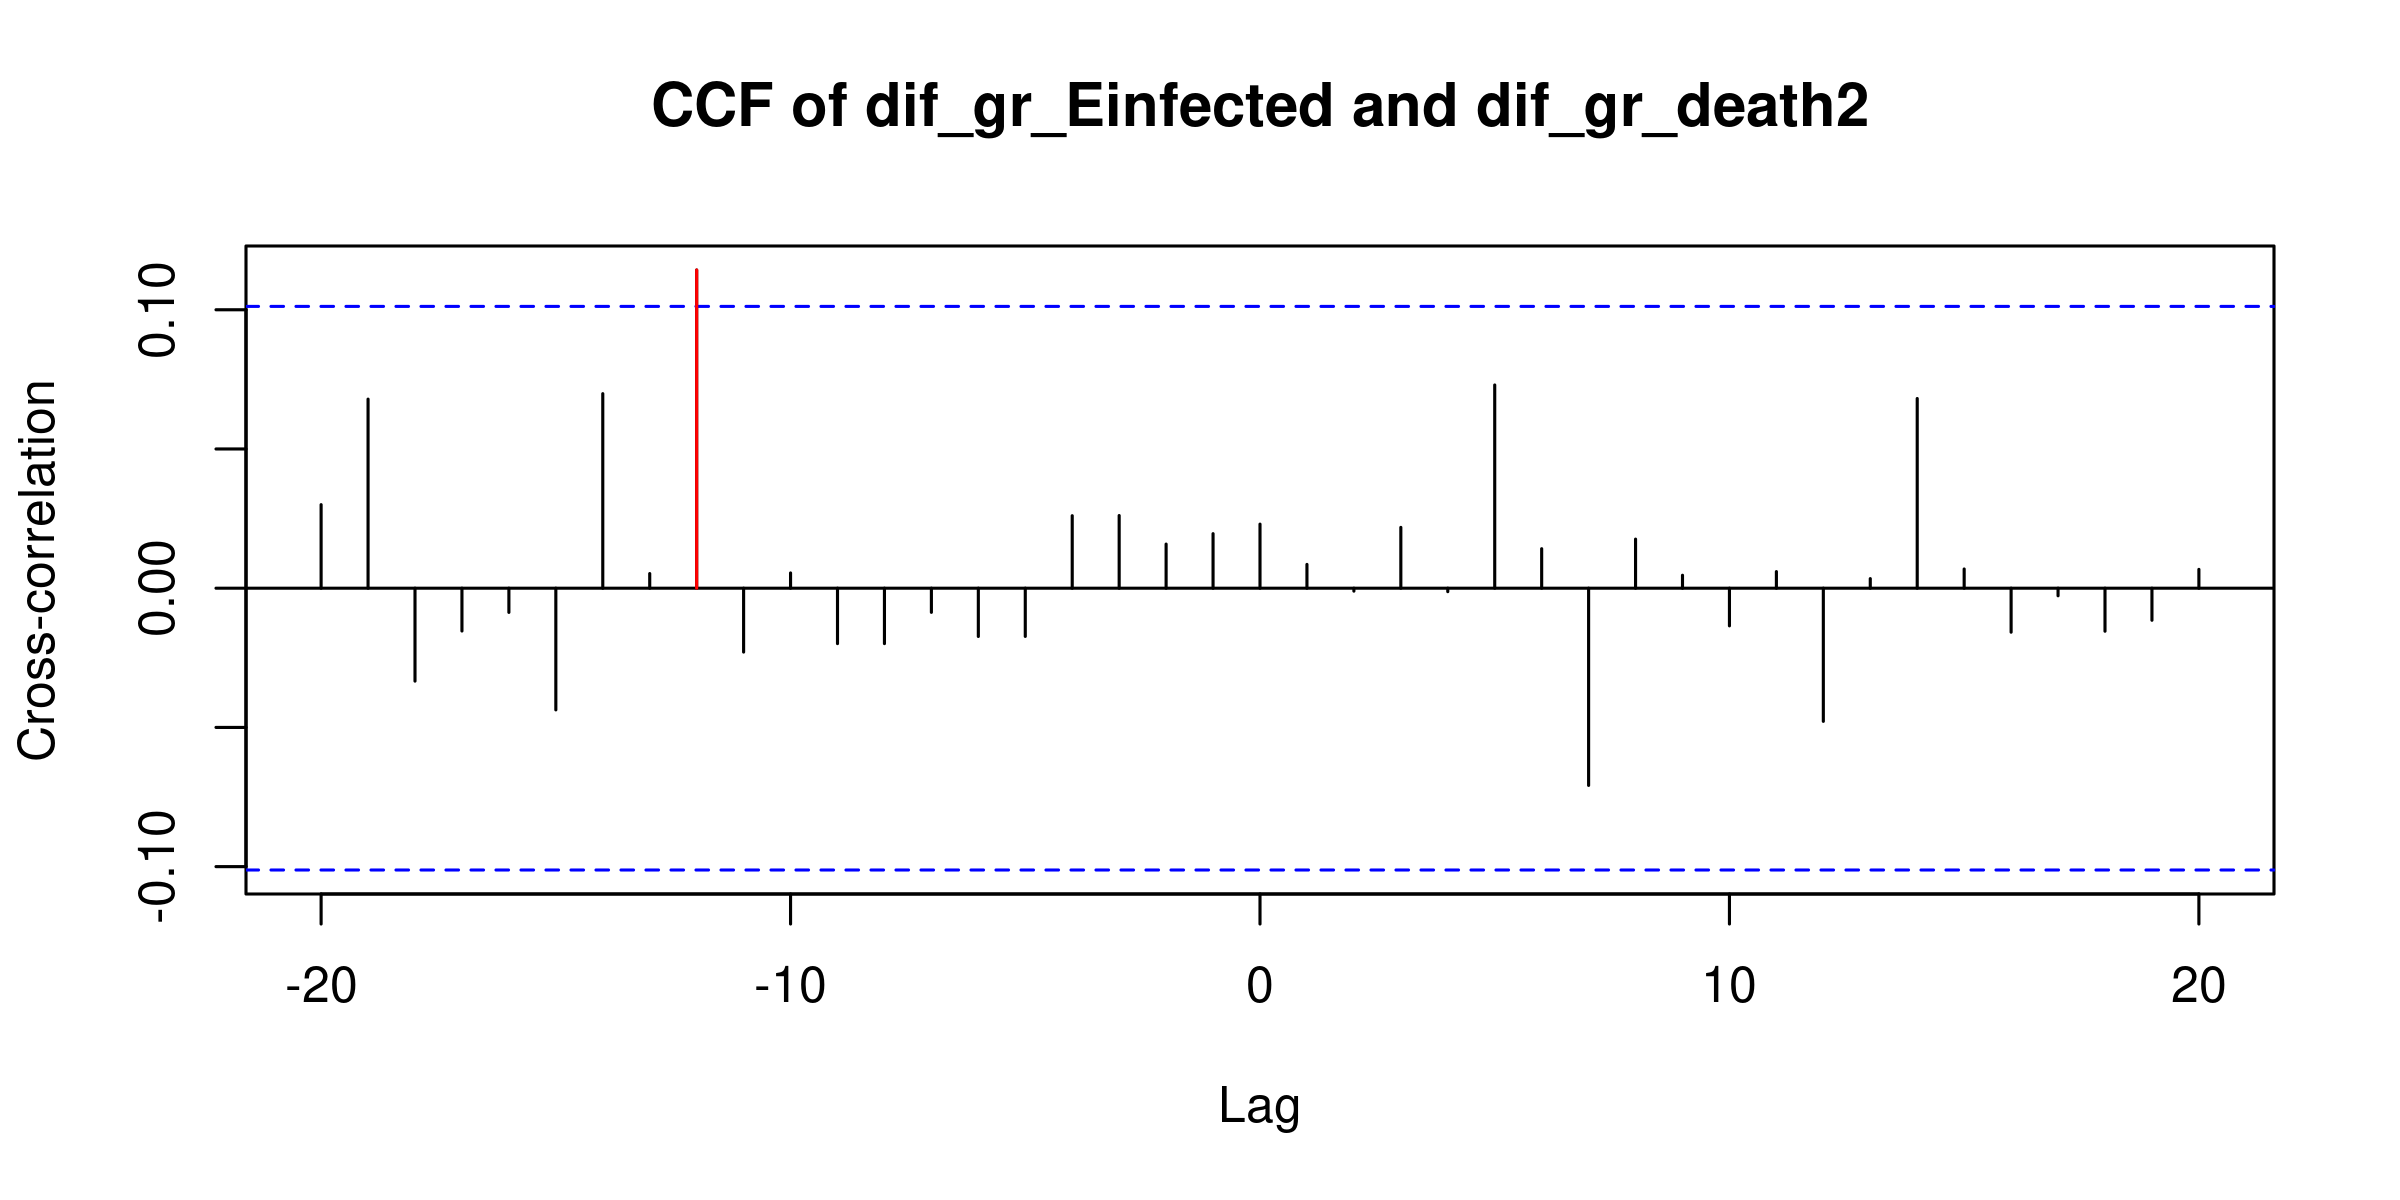 CCF of dif_gr_Einfected and dif_gr_death2
Cross-correlation
0.10
0.00
-0.10
-20 -10 0 10 20
Lag